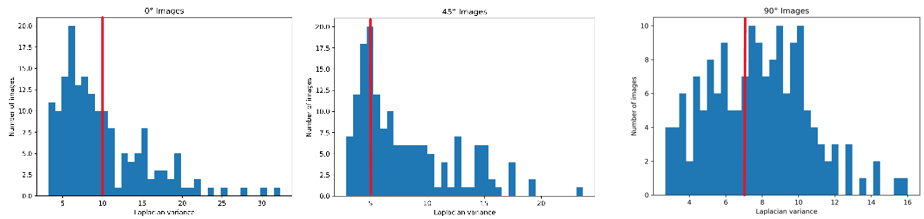 0° Images
Number of images
20.0
17.5
15.0
12.5
10.0
7.5
5.0
2.5
0.0
5 10 15 20 25 30
Laplacian variance
45° Images
Number of images
20.0
17.5
15.0
12.5
10.0
7.5
5.0
2.5
0.0
5 10 15 20
Laplacian variance
90° Images
Number of images
10
8
6
4
2
0
4 6 8 10 12 14 16
Laplacian variance